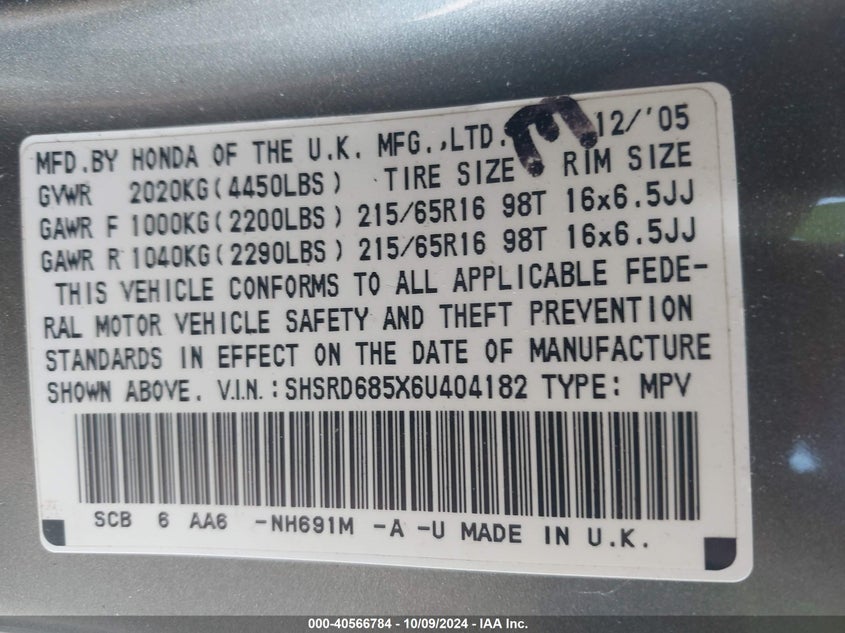 MFD.BY HONDA OF THE U.K. MFG.,LTD. 12/'05
GVWR 2020KG(4450LBS) TIRE SIZE RIM SIZE
GAWR F 1000KG(2200LBS) 215/65R16 98T 16x6.5JJ
GAWR R 1040KG(2290LBS) 215/65R16 98T 16x6.5JJ
THIS VEHICLE CONFORMS TO ALL APPLICABLE FEDE-
RAL MOTOR VEHICLE SAFETY AND THEFT PREVENTION
STANDARDS IN EFFECT ON THE DATE OF MANUFACTURE
SHOWN ABOVE. V.I.N.: SHSRD685X6U404182 TYPE: MPV
SCB 6 AA6 -NH691M -A -U MADE IN U.K.
000-40566784 - 10/09/2024 - IAA Inc.